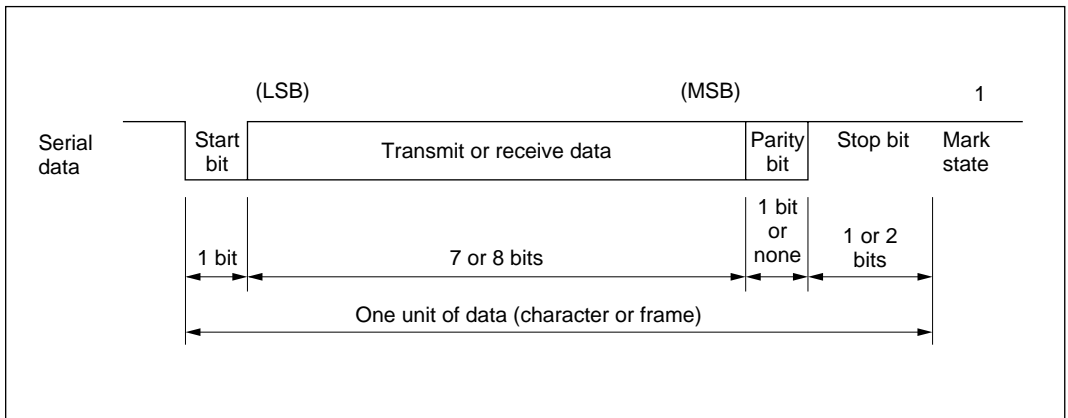 (LSB)
(MSB)
1
Serial
data
Start
bit
Transmit or receive data
Parity
bit
Stop bit
Mark
state
1 bit
7 or 8 bits
1 bit
or
none
1 or 2
bits
One unit of data (character or frame)